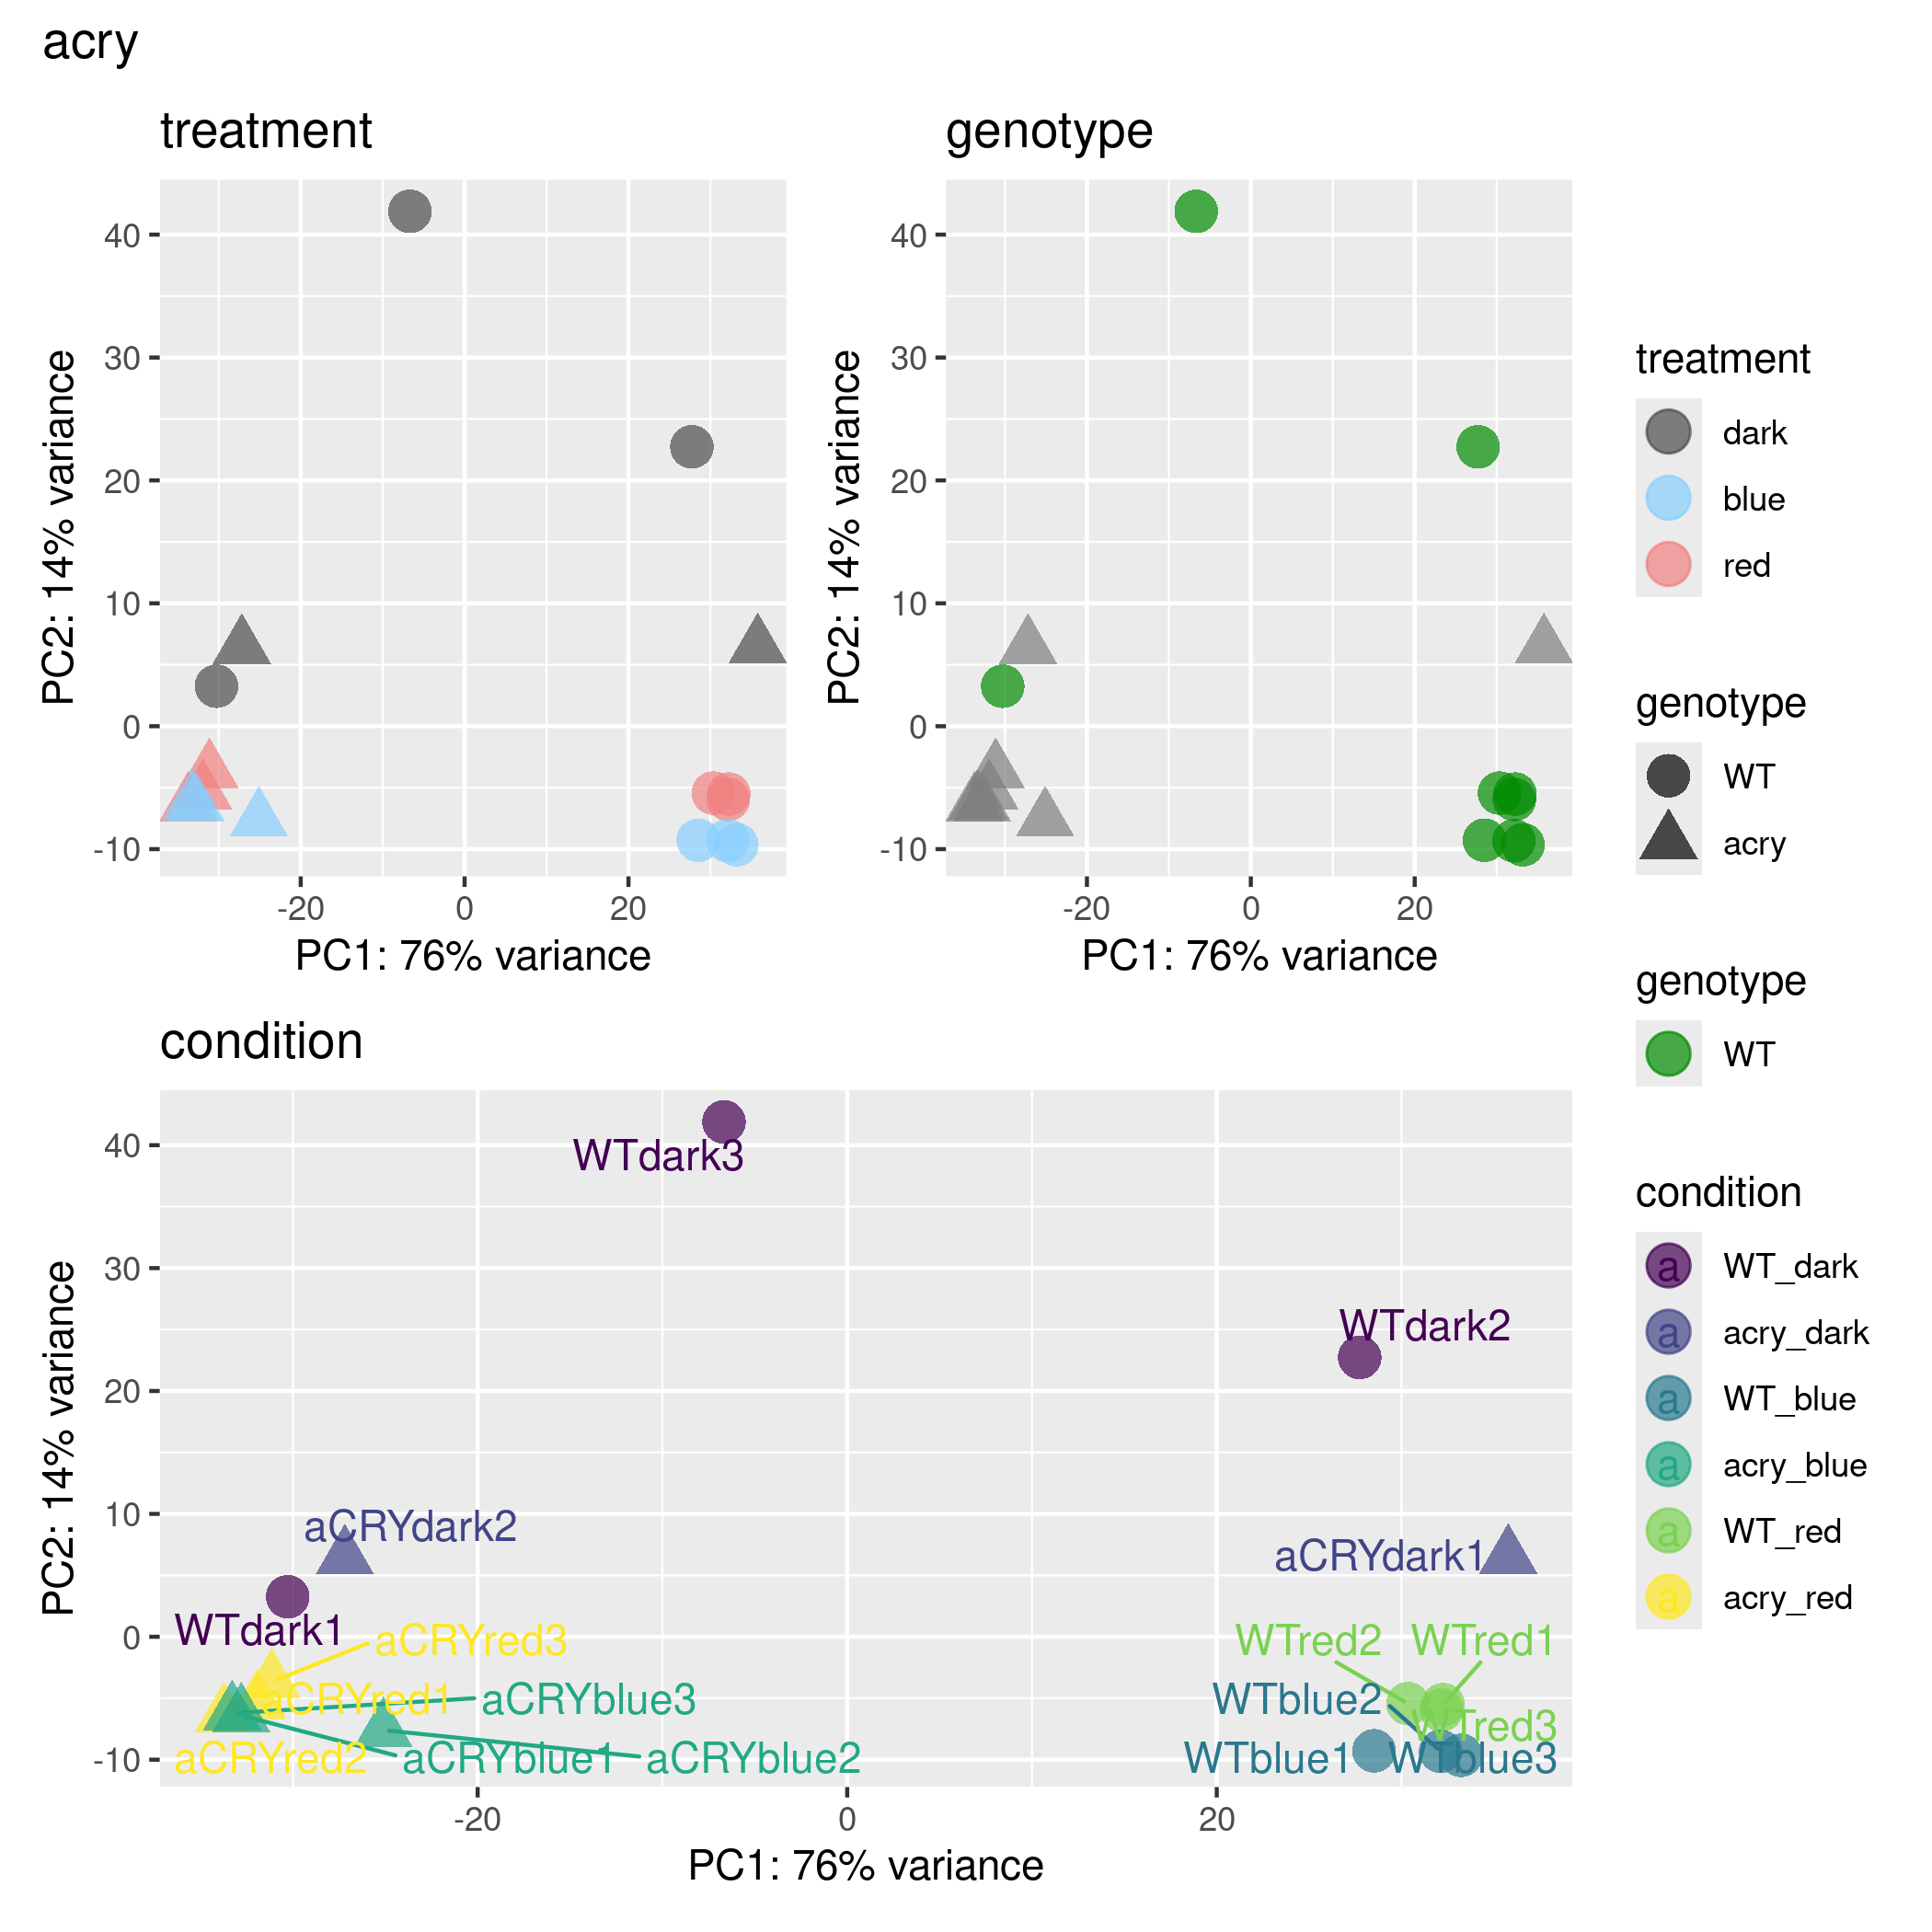 acry
treatment
genotype
PC2: 14% variance
40
30
20
10
0
-10
-20
0
20
PC1: 76% variance
PC2: 14% variance
40
30
20
10
0
-10
-20
0
20
PC1: 76% variance
condition
PC2: 14% variance
40
30
20
10
0
-10
-20
0
20
PC1: 76% variance
WTdark3
WTdark2
aCRYdark2
aCRYdark1
WTdark1
aCRYred3
WTred2
WTred1
aCRYred1
aCRYblue3
WTblue2
WTred3
aCRYred2
aCRYblue1
aCRYblue2
WTblue1
WTblue3
treatment
dark
blue
red
genotype
WT
acry
genotype
WT
condition
a WT_dark
a acry_dark
a WT_blue
a acry_blue
a WT_red
a acry_red